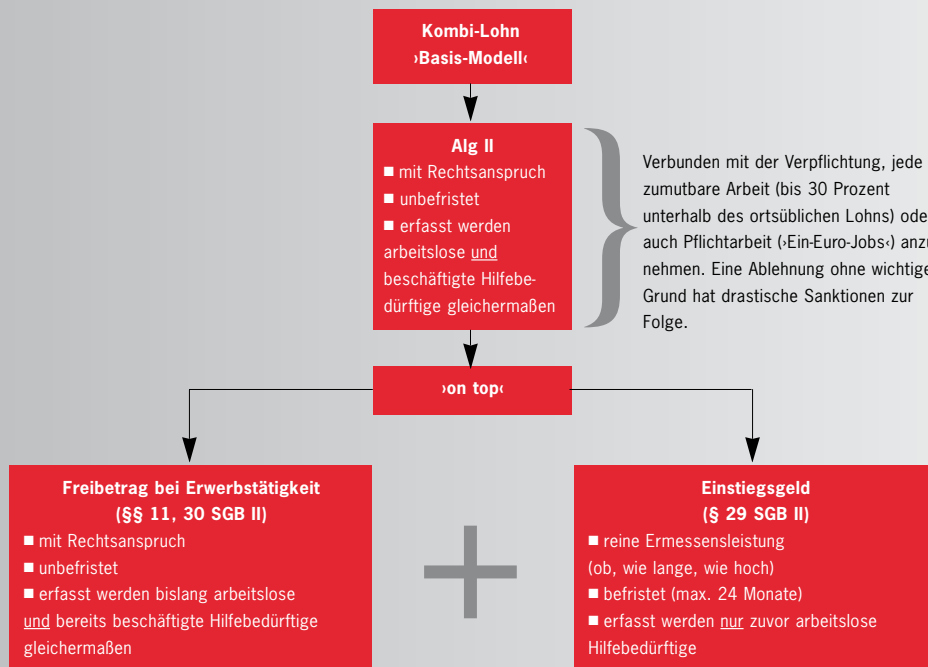 Kombi-Lohn
›Basis-Modell‹
Alg II
■ mit Rechtsanspruch
■ unbefristet
■ erfasst werden
arbeitslose und
beschäftigte Hilfebe-
dürftige gleichermaßen
Verbunden mit der Verpflichtung, jede
zumutbare Arbeit (bis 30 Prozent
unterhalb des ortsüblichen Lohns) ode
auch Pflichtarbeit (›Ein-Euro-Jobs‹) anzu
nehmen. Eine Ablehnung ohne wichtige
Grund hat drastische Sanktionen zur
Folge.
›on top‹
Freibetrag bei Erwerbstätigkeit
(§§ 11, 30 SGB II)
■ mit Rechtsanspruch
■ unbefristet
■ erfasst werden bislang arbeitslose
und bereits beschäftigte Hilfebedürftige
gleichermaßen
+
Einstiegsgeld
(§ 29 SGB II)
■ reine Ermessensleistung
(ob, wie lange, wie hoch)
■ befristet (max. 24 Monate)
■ erfasst werden nur zuvor arbeitslose
Hilfebedürftige